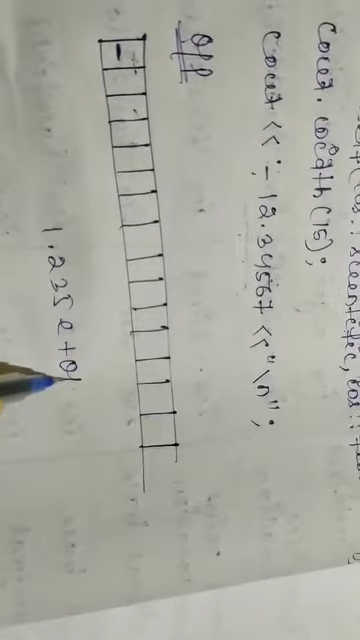 cout.width(15);
cout << -12.34567 << "\n";
O/P
-
1.235e+01